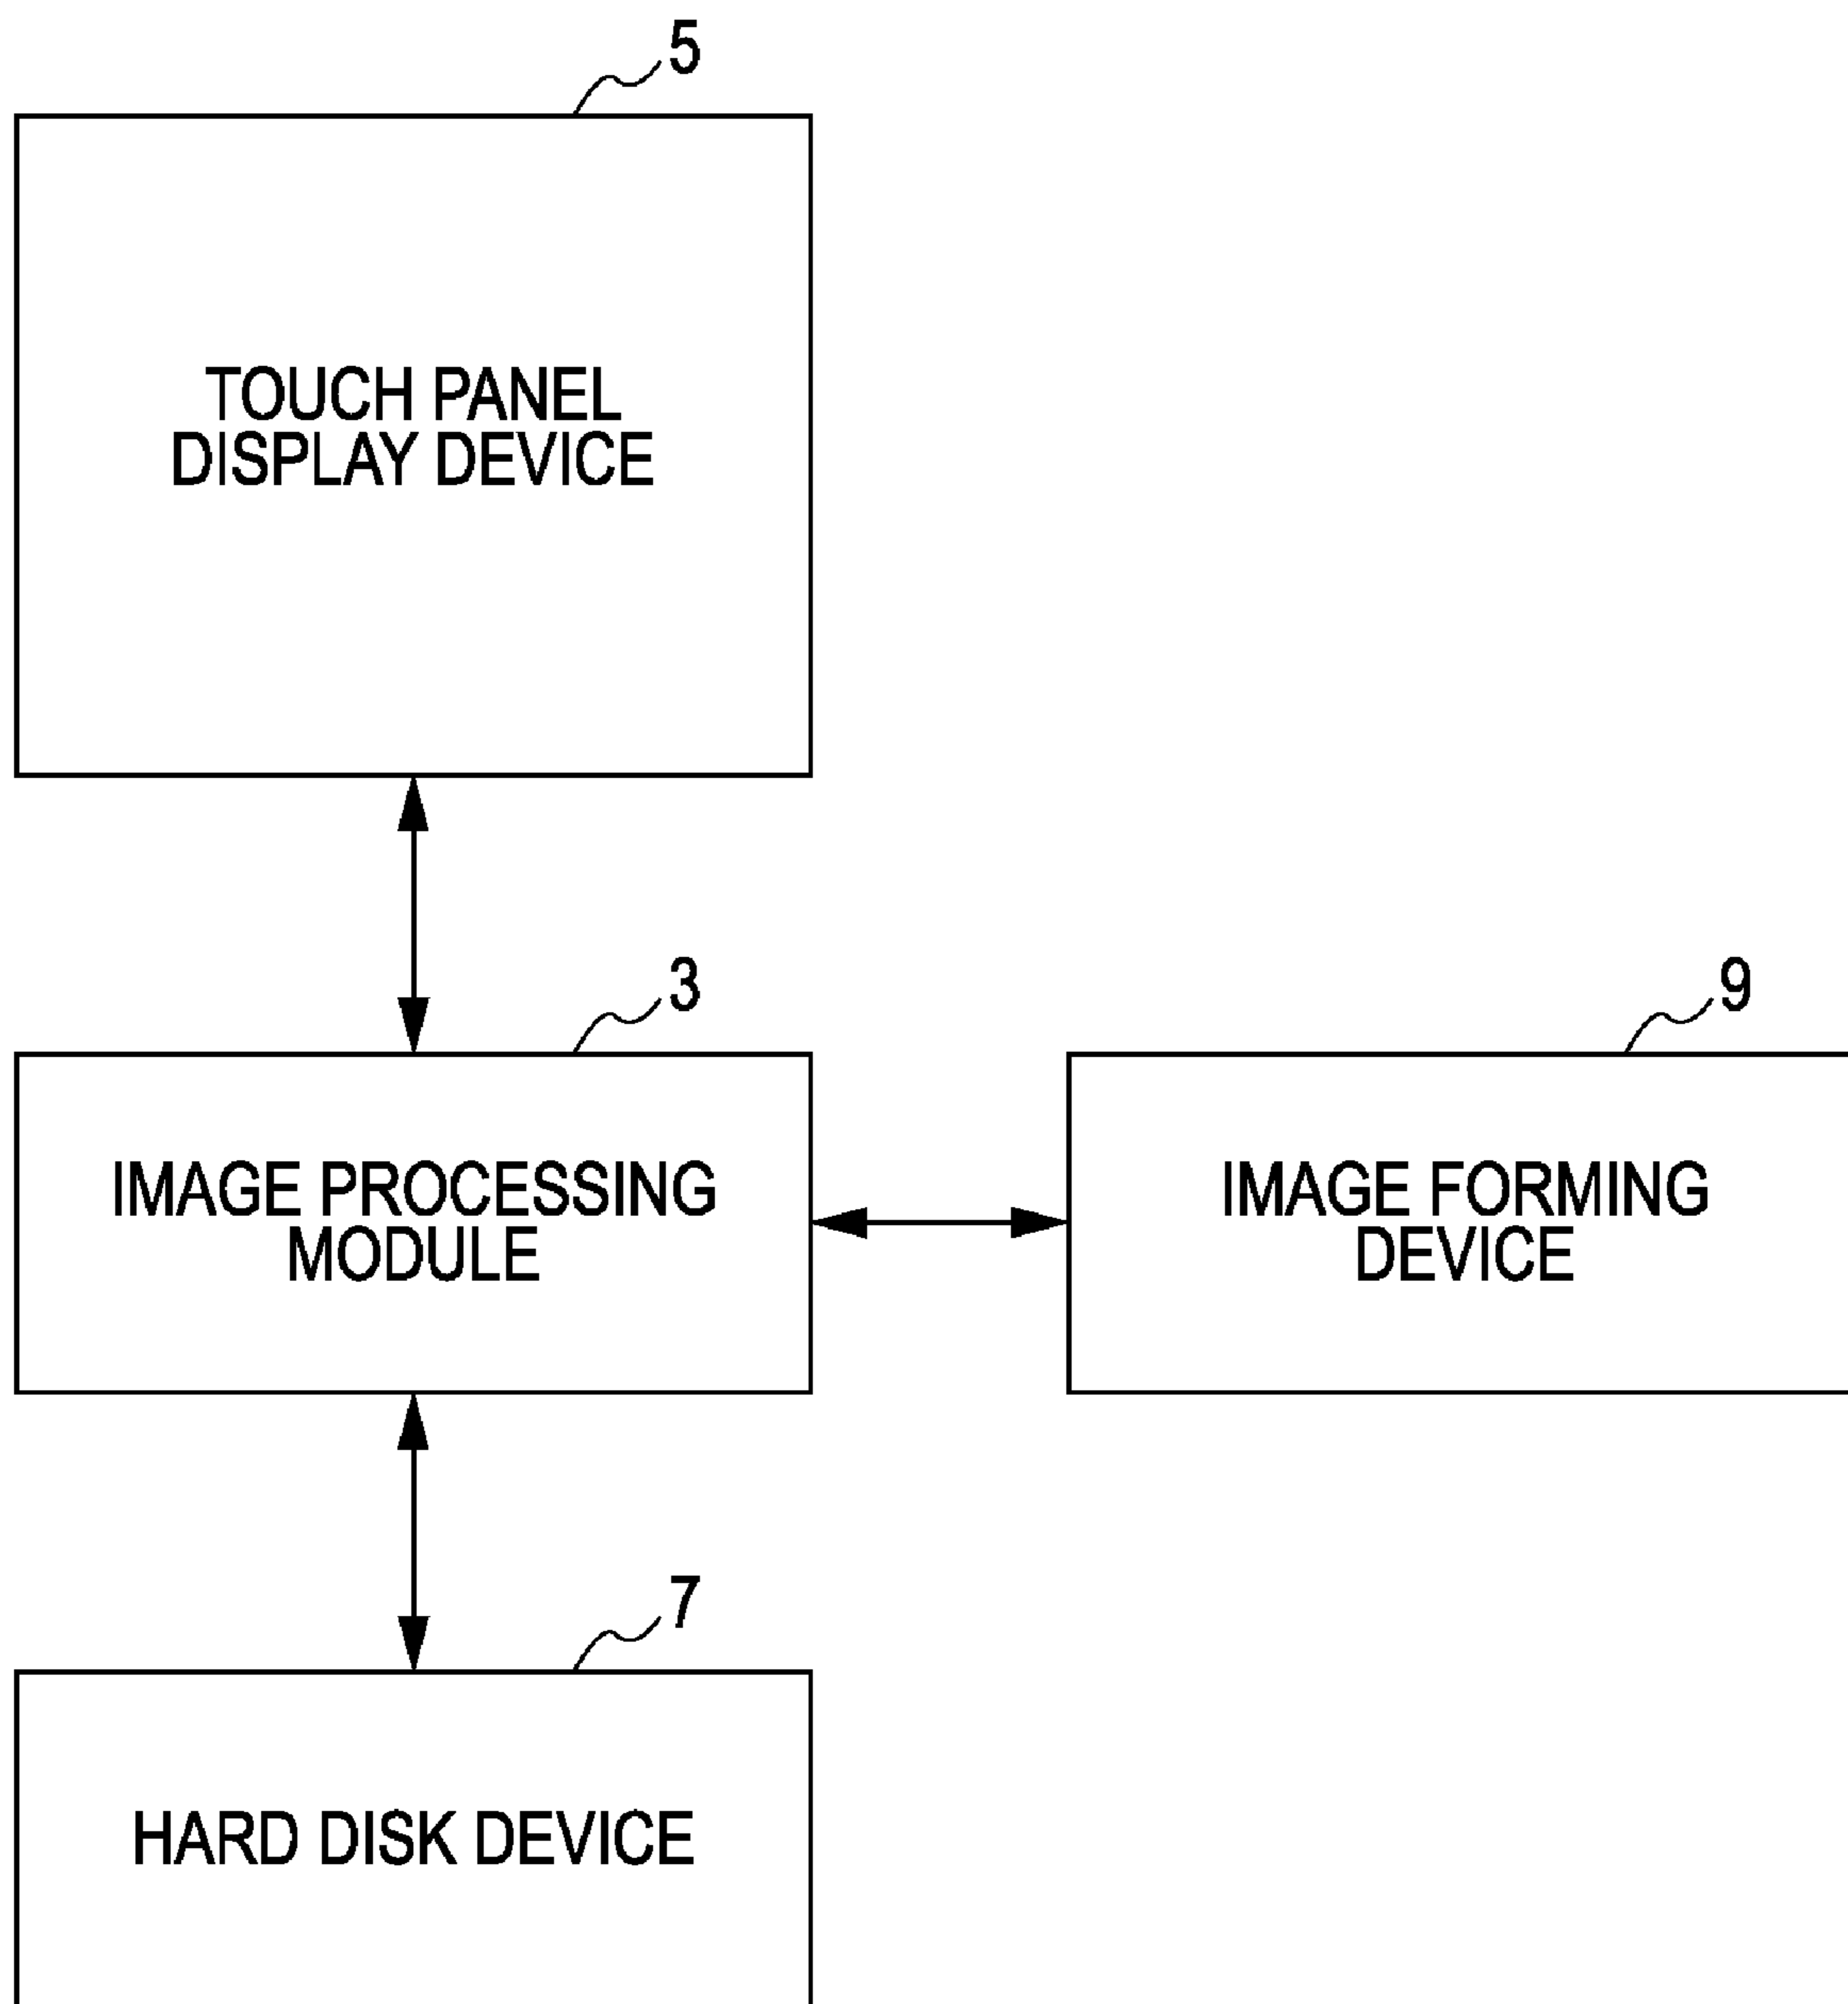 5
TOUCH PANEL
DISPLAY DEVICE
3
IMAGE PROCESSING
MODULE
9
IMAGE FORMING
DEVICE
7
HARD DISK DEVICE